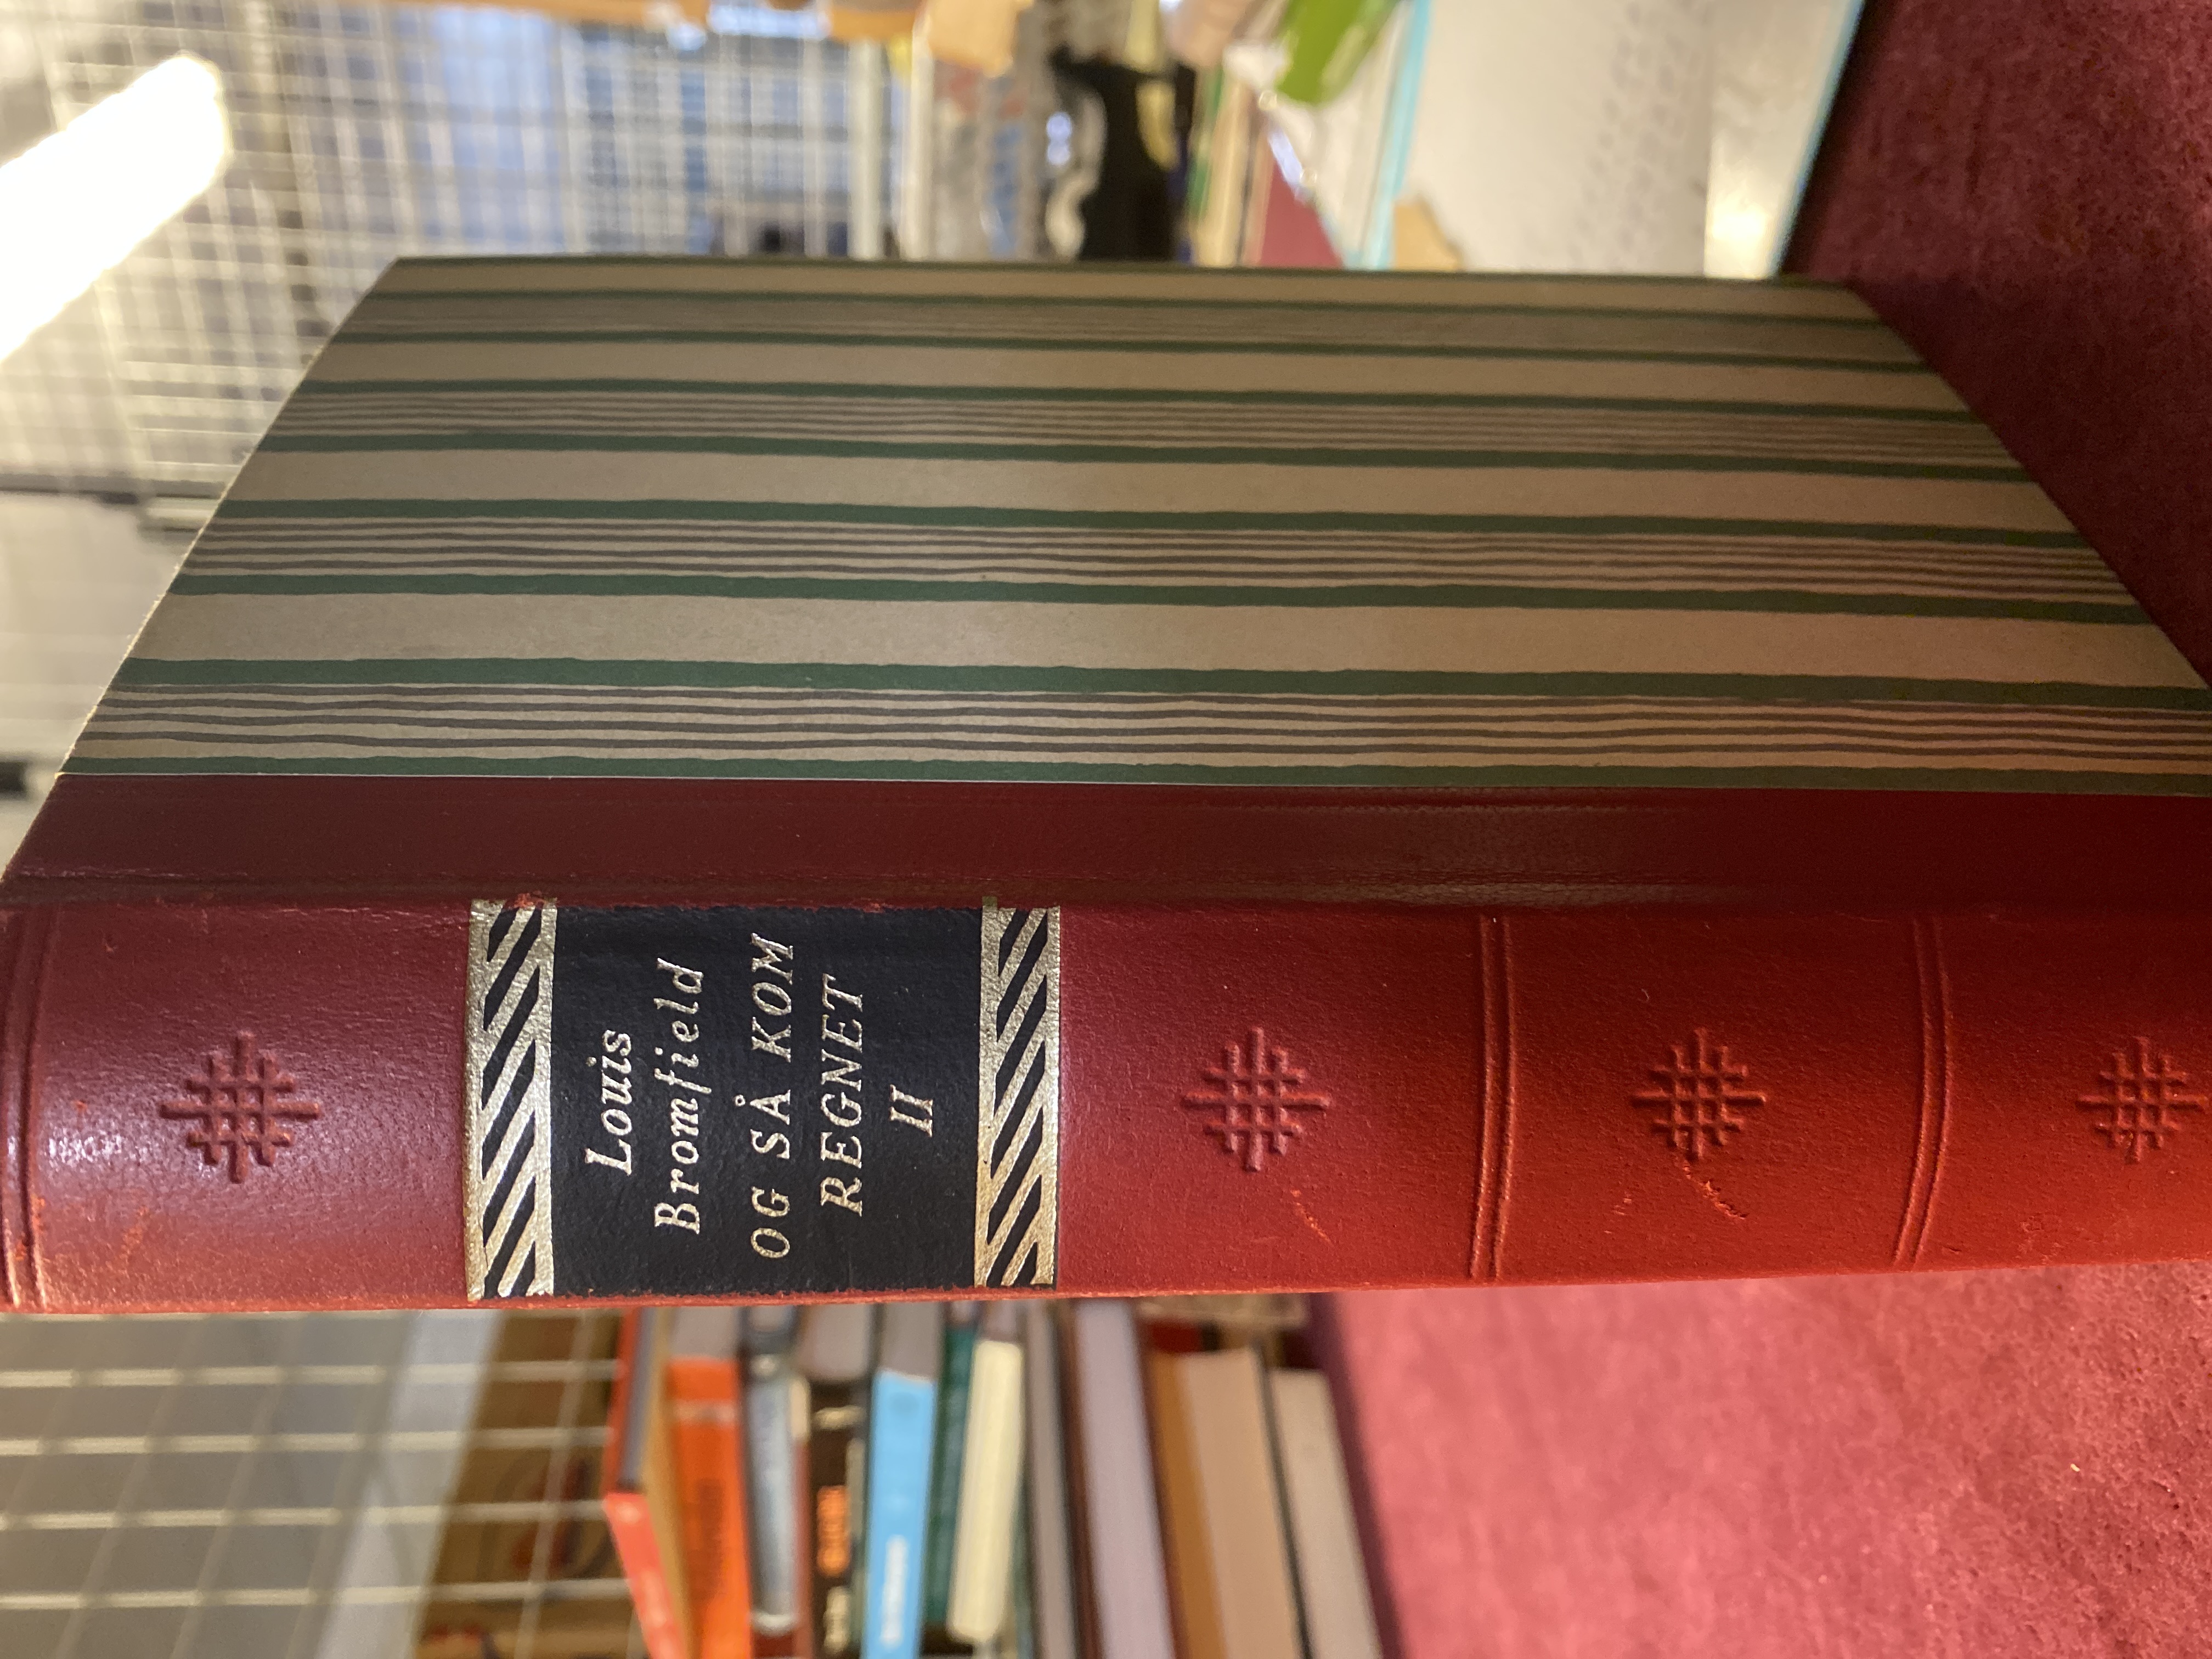 Louis
Bromfield
OG SÅ KOM
REGNET
II